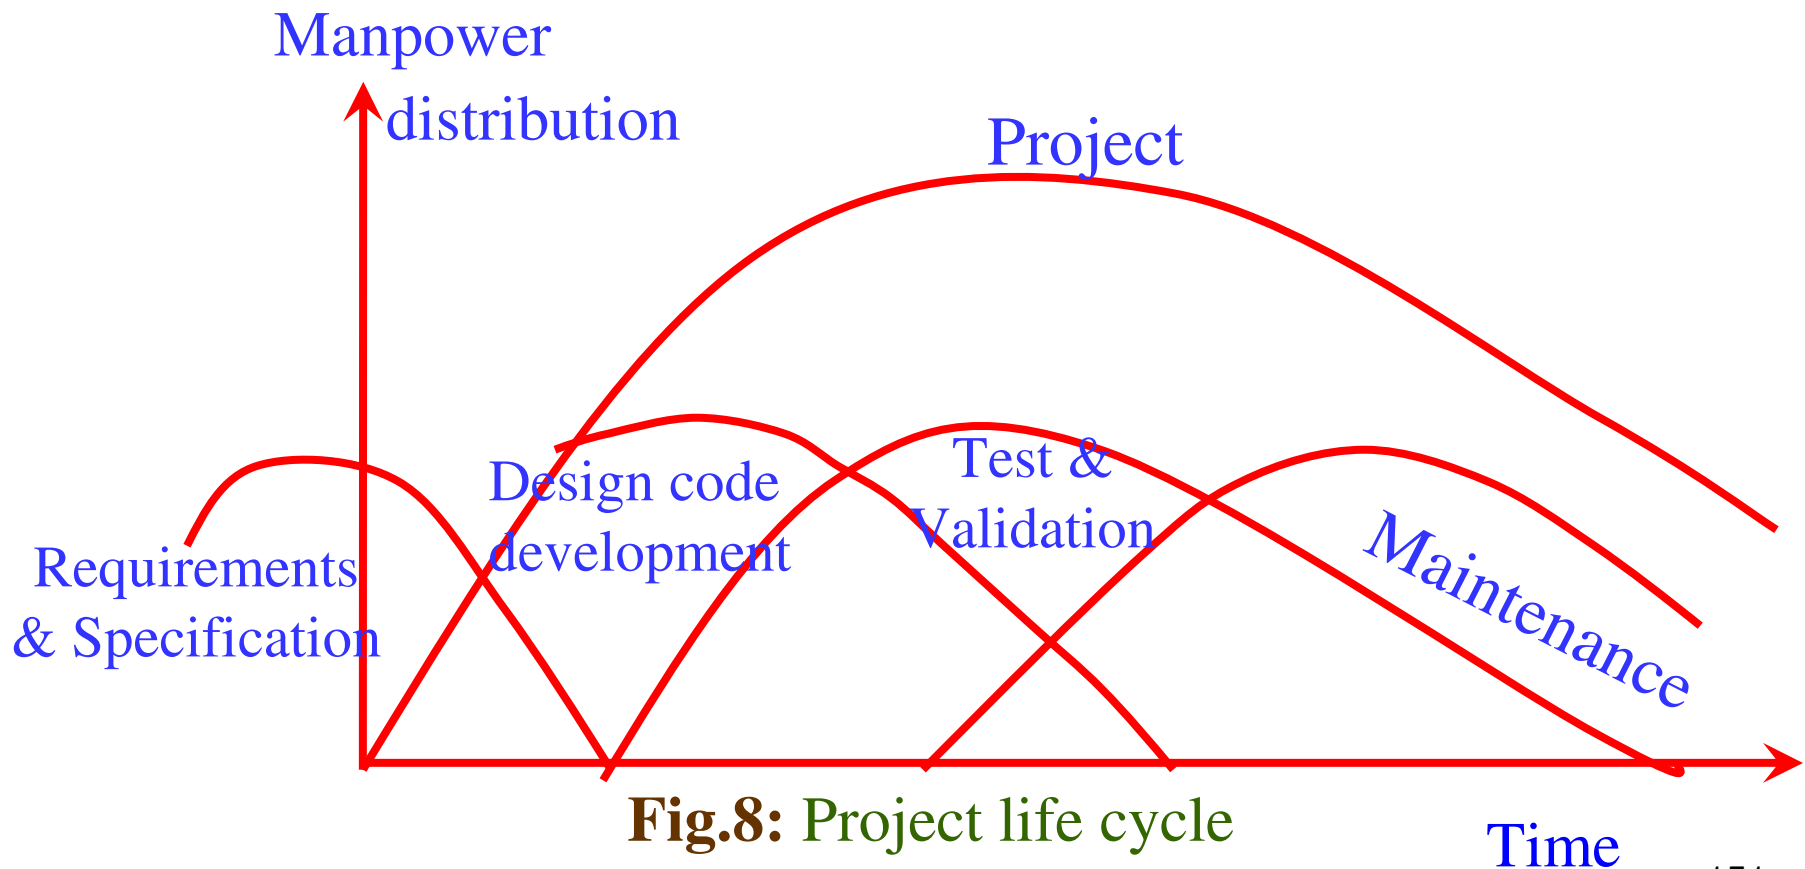 Manpower
distribution
Project
Design code
development
Test &
Validation
Requirements
& Specification
Maintenance
Fig.8: Project life cycle
Time